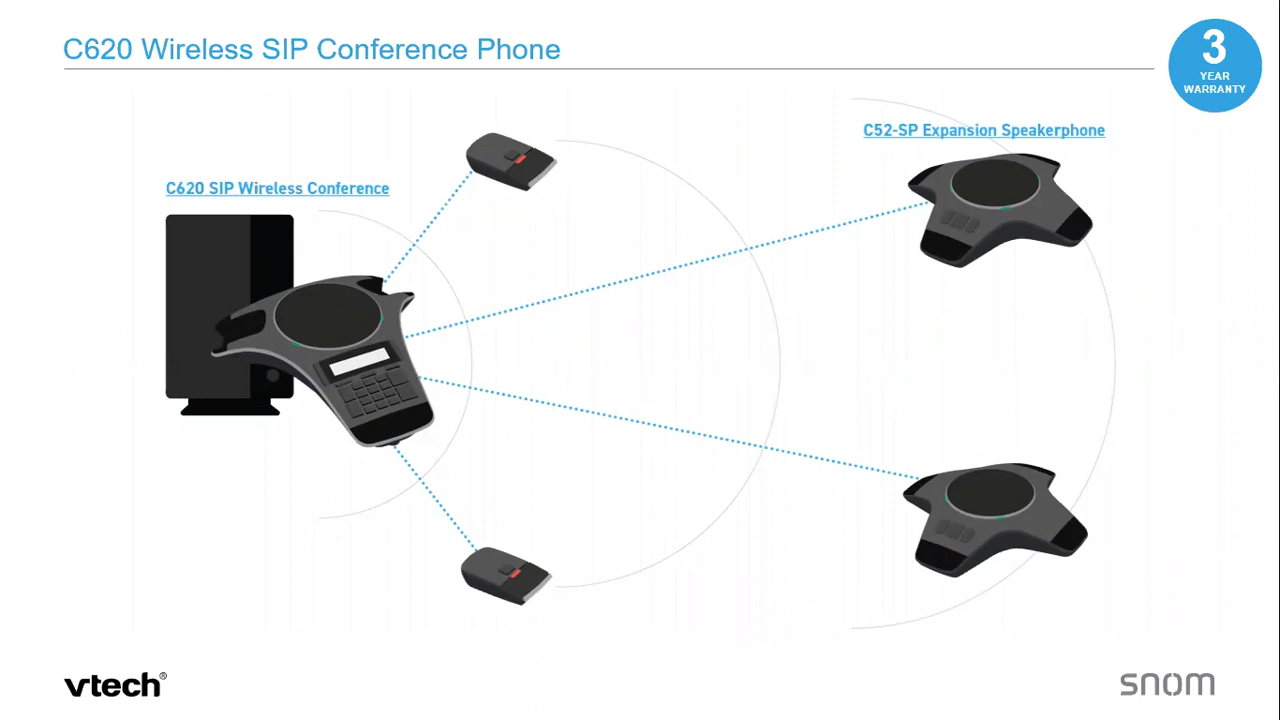 C620 Wireless SIP Conference Phone
3
YEAR
WARRANTY
C52-SP Expansion Speakerphone
C620 SIP Wireless Conference
vtech®
snom